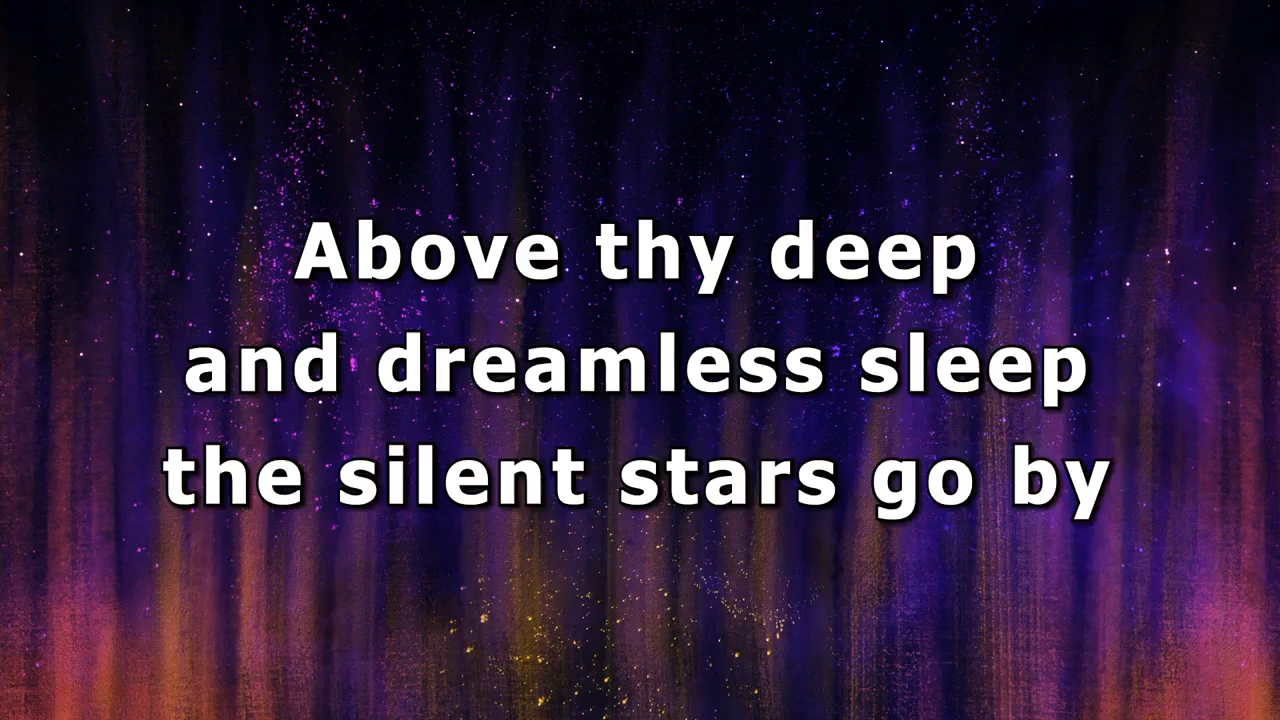 Above thy deep
and dreamless sleep
the silent stars go by